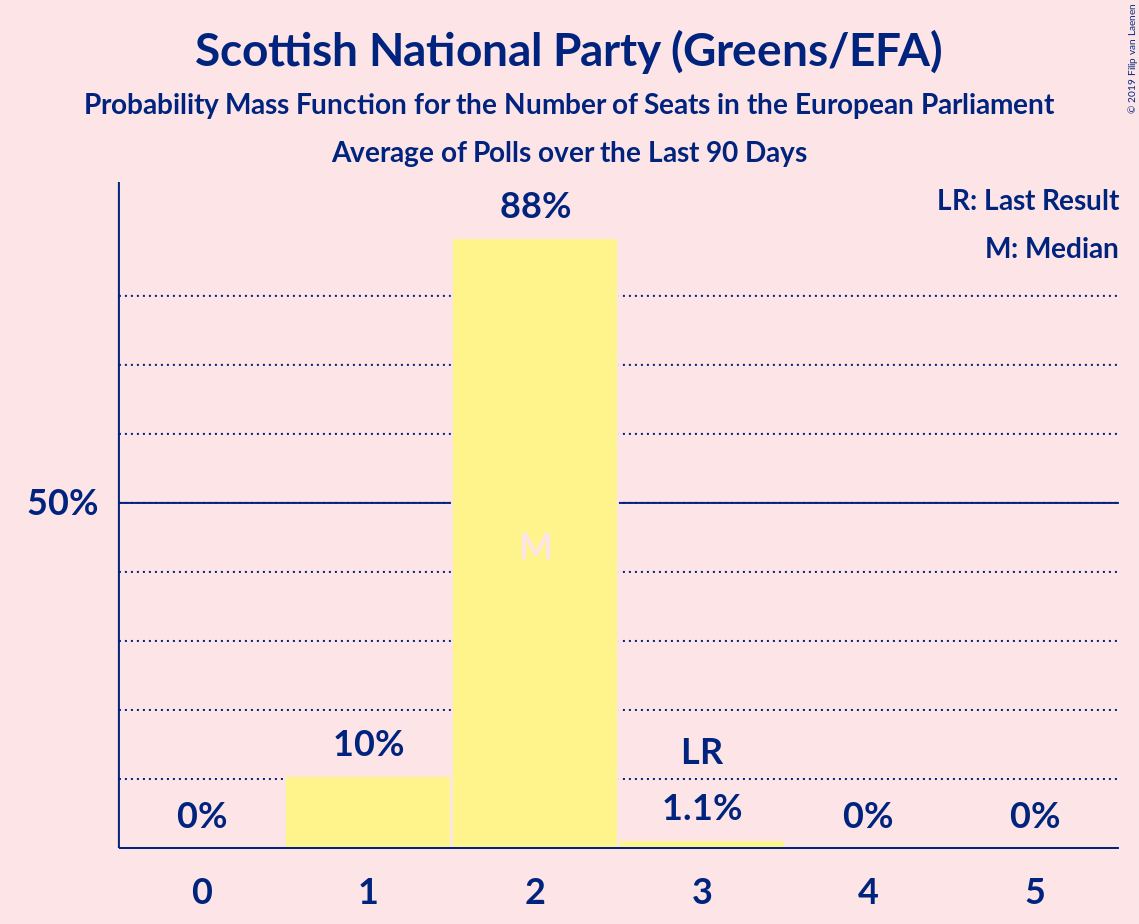 Scottish National Party (Greens/EFA)
Probability Mass Function for the Number of Seats in the European Parliament
Average of Polls over the Last 90 Days
© 2019 Filip van Laenen
LR: Last Result
M: Median
88%
50%
M
10%
LR
0%
1.1%
0%
0%
0
1
2
3
4
5